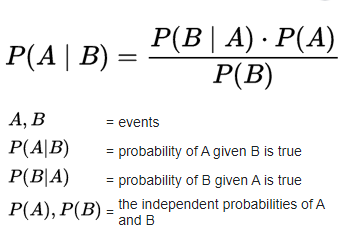 P(A | B) = P(B | A) · P(A) / P(B)
A, B = events
P(A|B) = probability of A given B is true
P(B|A) = probability of B given A is true
P(A), P(B) = the independent probabilities of A
and B